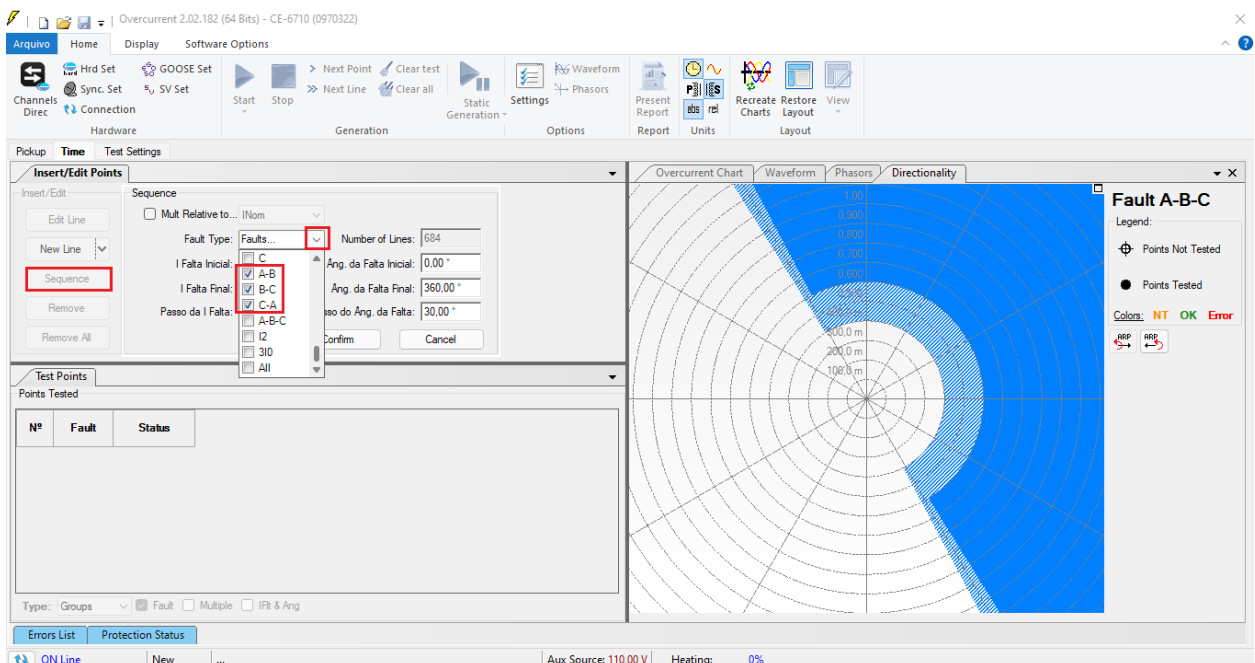 Overcurrent 2.02.182 (64 Bits) - CE-6710 (0970322)
Arquivo Home Display Software Options
Channels Direc
Hrd Set
Sync. Set
Connection
GOOSE Set
SV Set
Hardware
Start
Stop
Next Point
Next Line
Clear test
Clear all
Static Generation
Generation
Settings
Waveform
Phasors
Options
Present Report
Report
abs rel
Units
Recreate Charts
Restore Layout
View
Layout
Pickup Time Test Settings
Insert/Edit Points
Insert/Edit
Edit Line
New Line
Sequence
Remove
Remove All
Sequence
Mult Relative to... INom
Fault Type: Faults... Number of Lines: 684
I Falta Inicial: Âng. da Falta Inicial: 0,00 °
I Falta Final: Âng. da Falta Final: 360,00 °
Passo da I Falta: so do Âng. da Falta: 30,00 °
C
A-B
B-C
C-A
A-B-C
I2
3I0
All
Confirm Cancel
Test Points
Points Tested
Nº Fault Status
Type: Groups Fault Multiple IFlt & Ang
Overcurrent Chart Waveform Phasors Directionality
1,00
0,900
0,800
0,700
0,600
300,0 m
200,0 m
100,0 m
Fault A-B-C
Legend:
Points Not Tested
Points Tested
Colors: NT OK Error
ARP ARP
Errors List Protection Status
ON Line New ... Aux Source: 110.00 V Heating: 0%